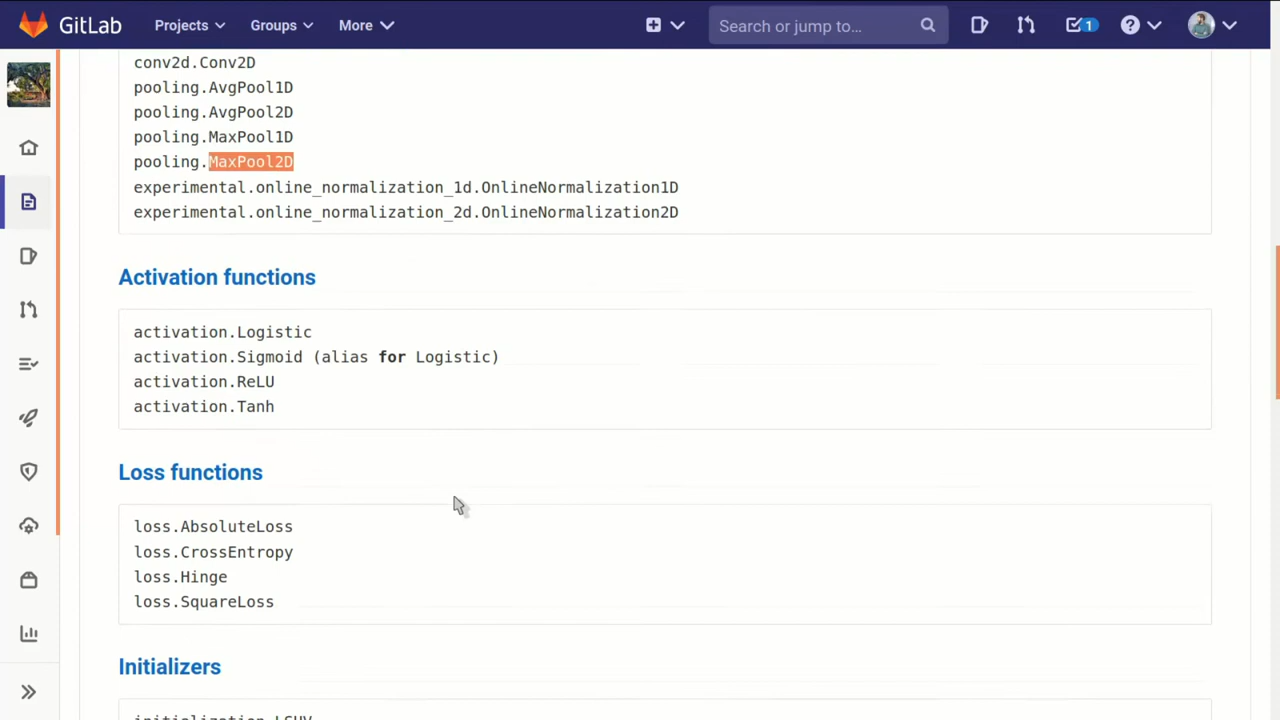 GitLab Projects Groups More Search or jump to... 1
conv2d.Conv2D
pooling.AvgPool1D
pooling.AvgPool2D
pooling.MaxPool1D
pooling.MaxPool2D
experimental.online_normalization_1d.OnlineNormalization1D
experimental.online_normalization_2d.OnlineNormalization2D
Activation functions
activation.Logistic
activation.Sigmoid (alias for Logistic)
activation.ReLU
activation.Tanh
Loss functions
loss.AbsoluteLoss
loss.CrossEntropy
loss.Hinge
loss.SquareLoss
Initializers